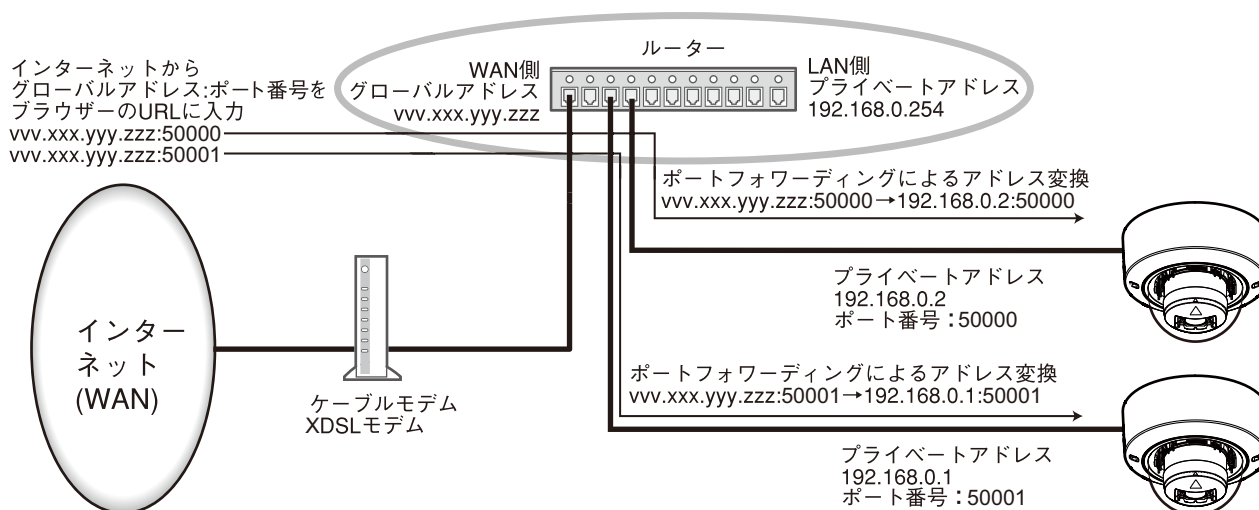 ルーター
インターネットから
グローバルアドレス:ポート番号を
ブラウザーのURLに入力
vvv.xxx.yyy.zzz:50000
vvv.xxx.yyy.zzz:50001
WAN側
グローバルアドレス
vvv.xxx.yyy.zzz
LAN側
プライベートアドレス
192.168.0.254
ポートフォワーディングによるアドレス変換
vvv.xxx.yyy.zzz:50000→192.168.0.2:50000
プライベートアドレス
192.168.0.2
ポート番号：50000
インター
ネット
(WAN)
ケーブルモデム
XDSLモデム
ポートフォワーディングによるアドレス変換
vvv.xxx.yyy.zzz:50001→192.168.0.1:50001
プライベートアドレス
192.168.0.1
ポート番号：50001